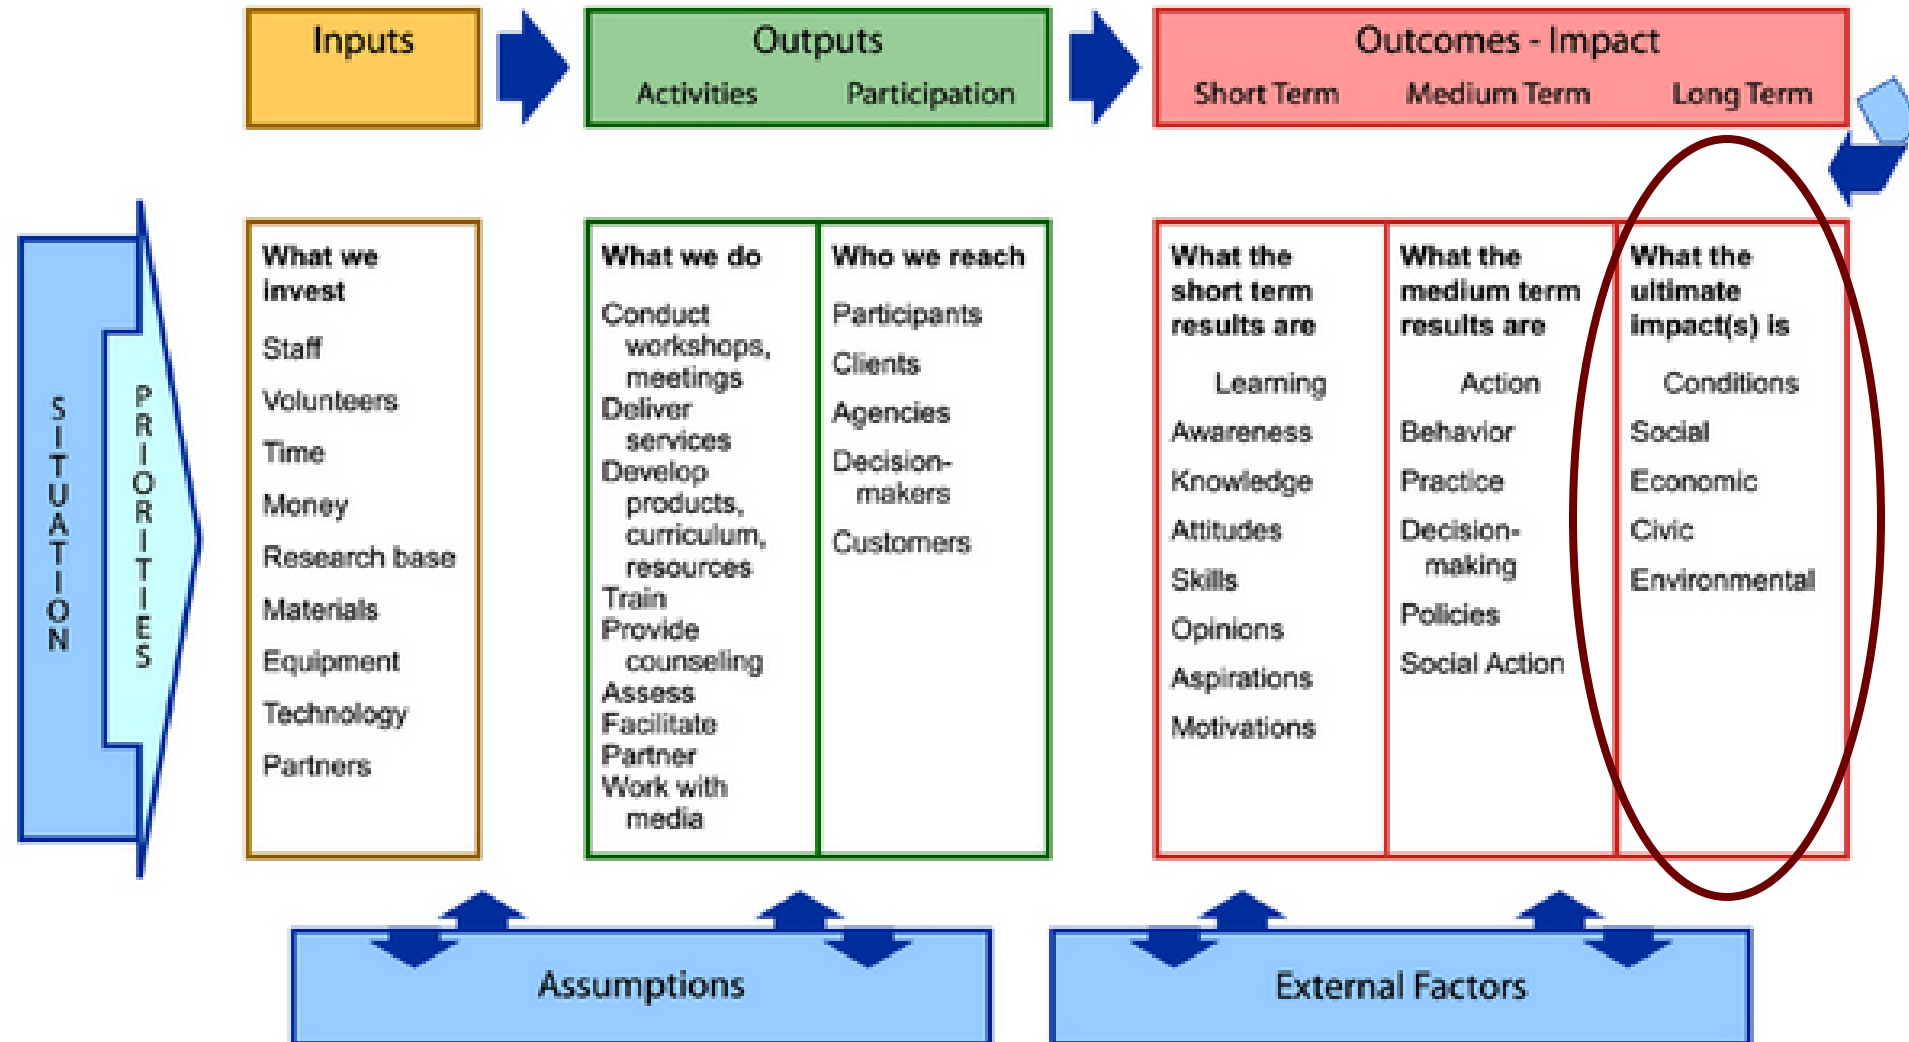 Inputs
Outputs
Activities Participation
Outcomes - Impact
Short Term Medium Term Long Term
SITUATION
PRIORITIES
What we
invest
Staff
Volunteers
Time
Money
Research base
Materials
Equipment
Technology
Partners
What we do
Conduct
workshops,
meetings
Deliver
services
Develop
products,
curriculum,
resources
Train
Provide
counseling
Assess
Facilitate
Partner
Work with
media
Who we reach
Participants
Clients
Agencies
Decision-
makers
Customers
What the
short term
results are
Learning
Awareness
Knowledge
Attitudes
Skills
Opinions
Aspirations
Motivations
What the
medium term
results are
Action
Behavior
Practice
Decision-
making
Policies
Social Action
What the
ultimate
impact(s) is
Conditions
Social
Economic
Civic
Environmental
Assumptions
External Factors